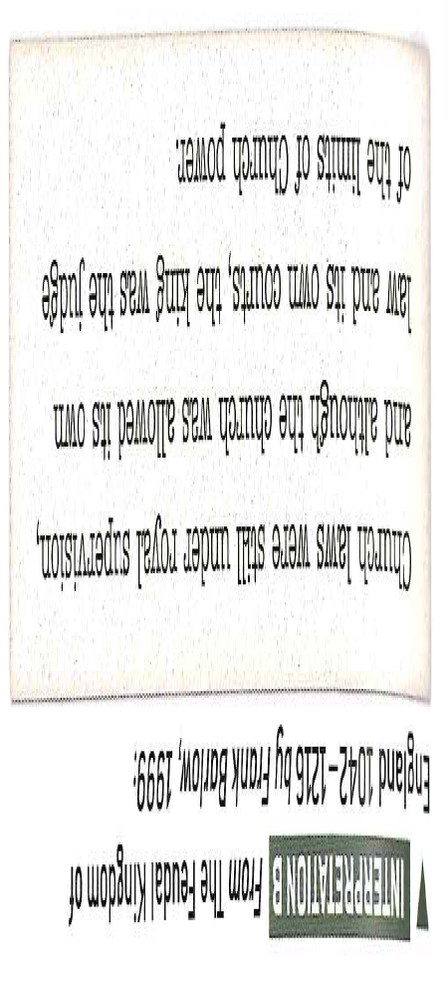 INTERPRETATION B From The Feudal Kingdom of
England 1042–1216 by Frank Barlow, 1999:
Church laws were still under royal supervision,
and although the church was allowed its own
law and its own courts, the king was the judge
of the limits of Church power.